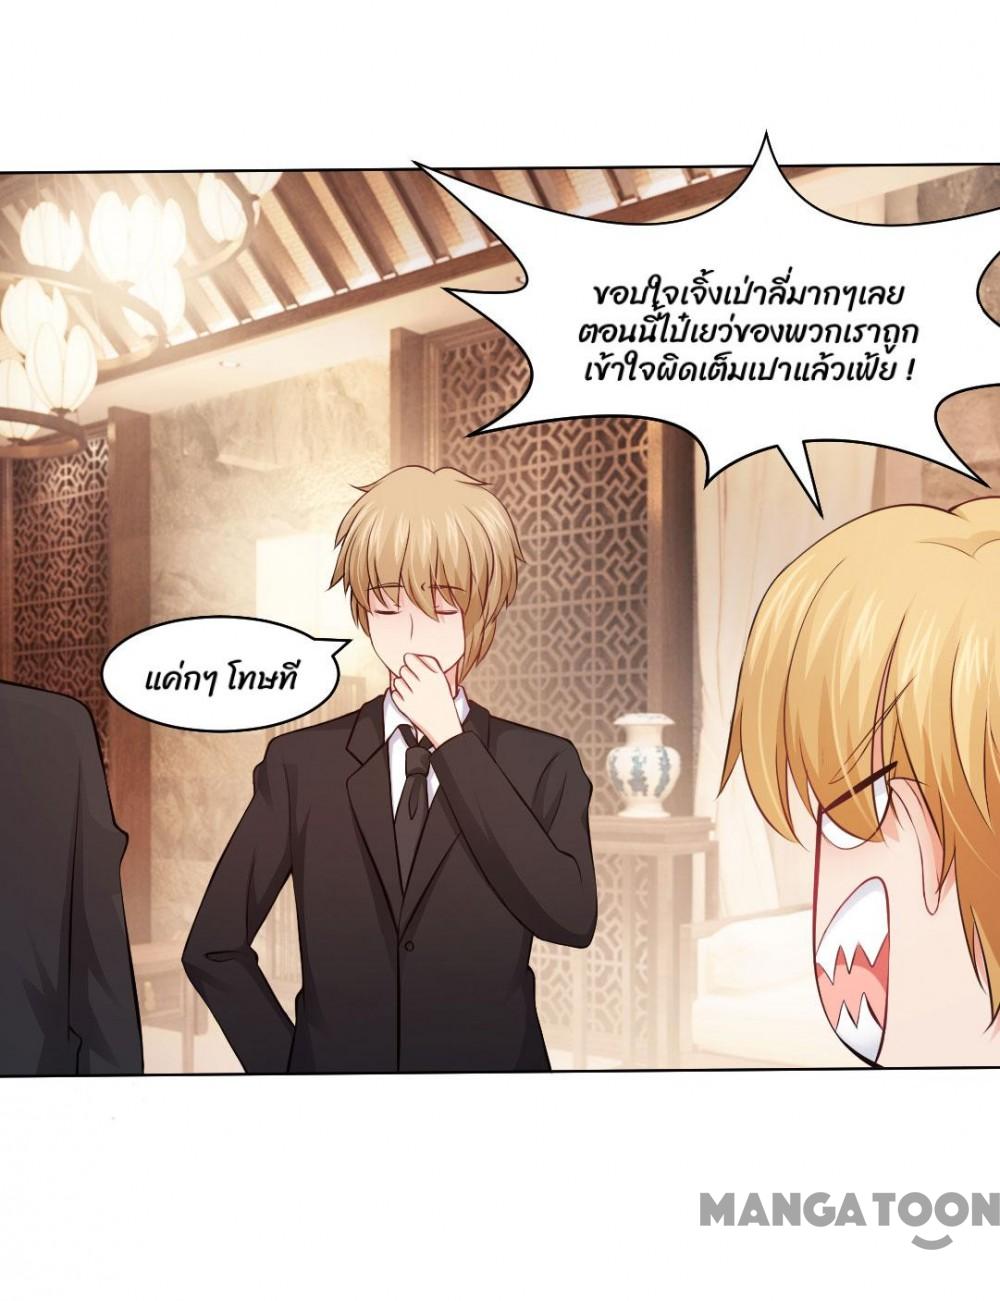 ขอบใจเจิ้งเป่าลี่มากๆเลย
ตอนนี้ไป๋เยว่ของพวกเราถูก
เข้าใจผิดเต็มเปาแล้วเฟ้ย !
แค่กๆ โทษที
MANGATOON